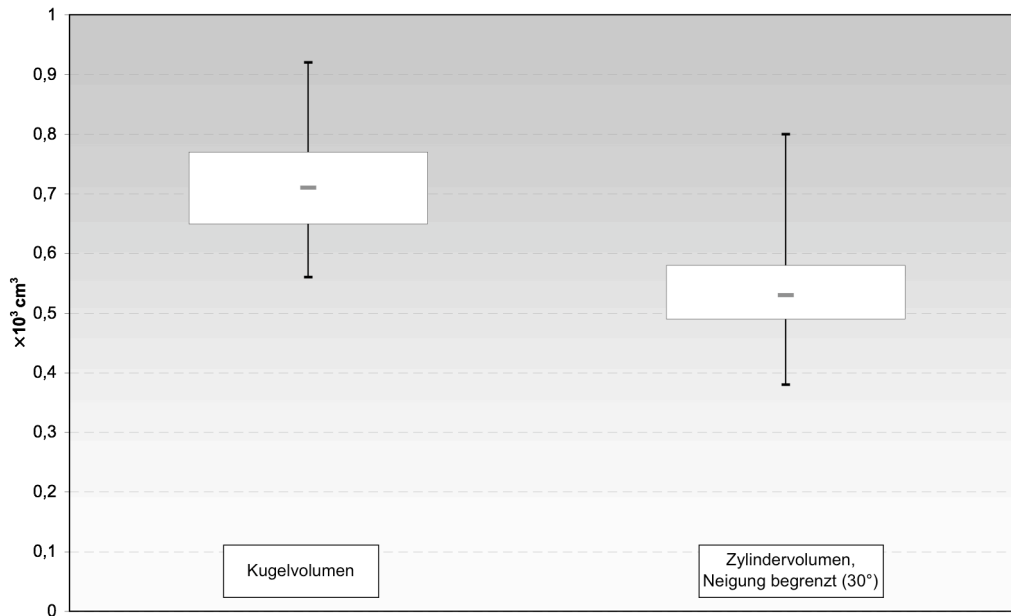 1
0,9
0,8
0,7
0,6
0,5
0,4
0,3
0,2
0,1
0
×10³ cm³
Kugelvolumen
Zylindervolumen,
Neigung begrenzt (30°)